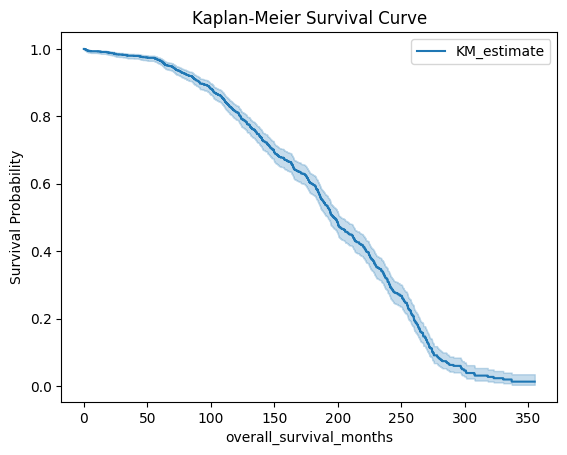 Kaplan-Meier Survival Curve
KM_estimate
Survival Probability
1.0
0.8
0.6
0.4
0.2
0.0
0 50 100 150 200 250 300 350
overall_survival_months